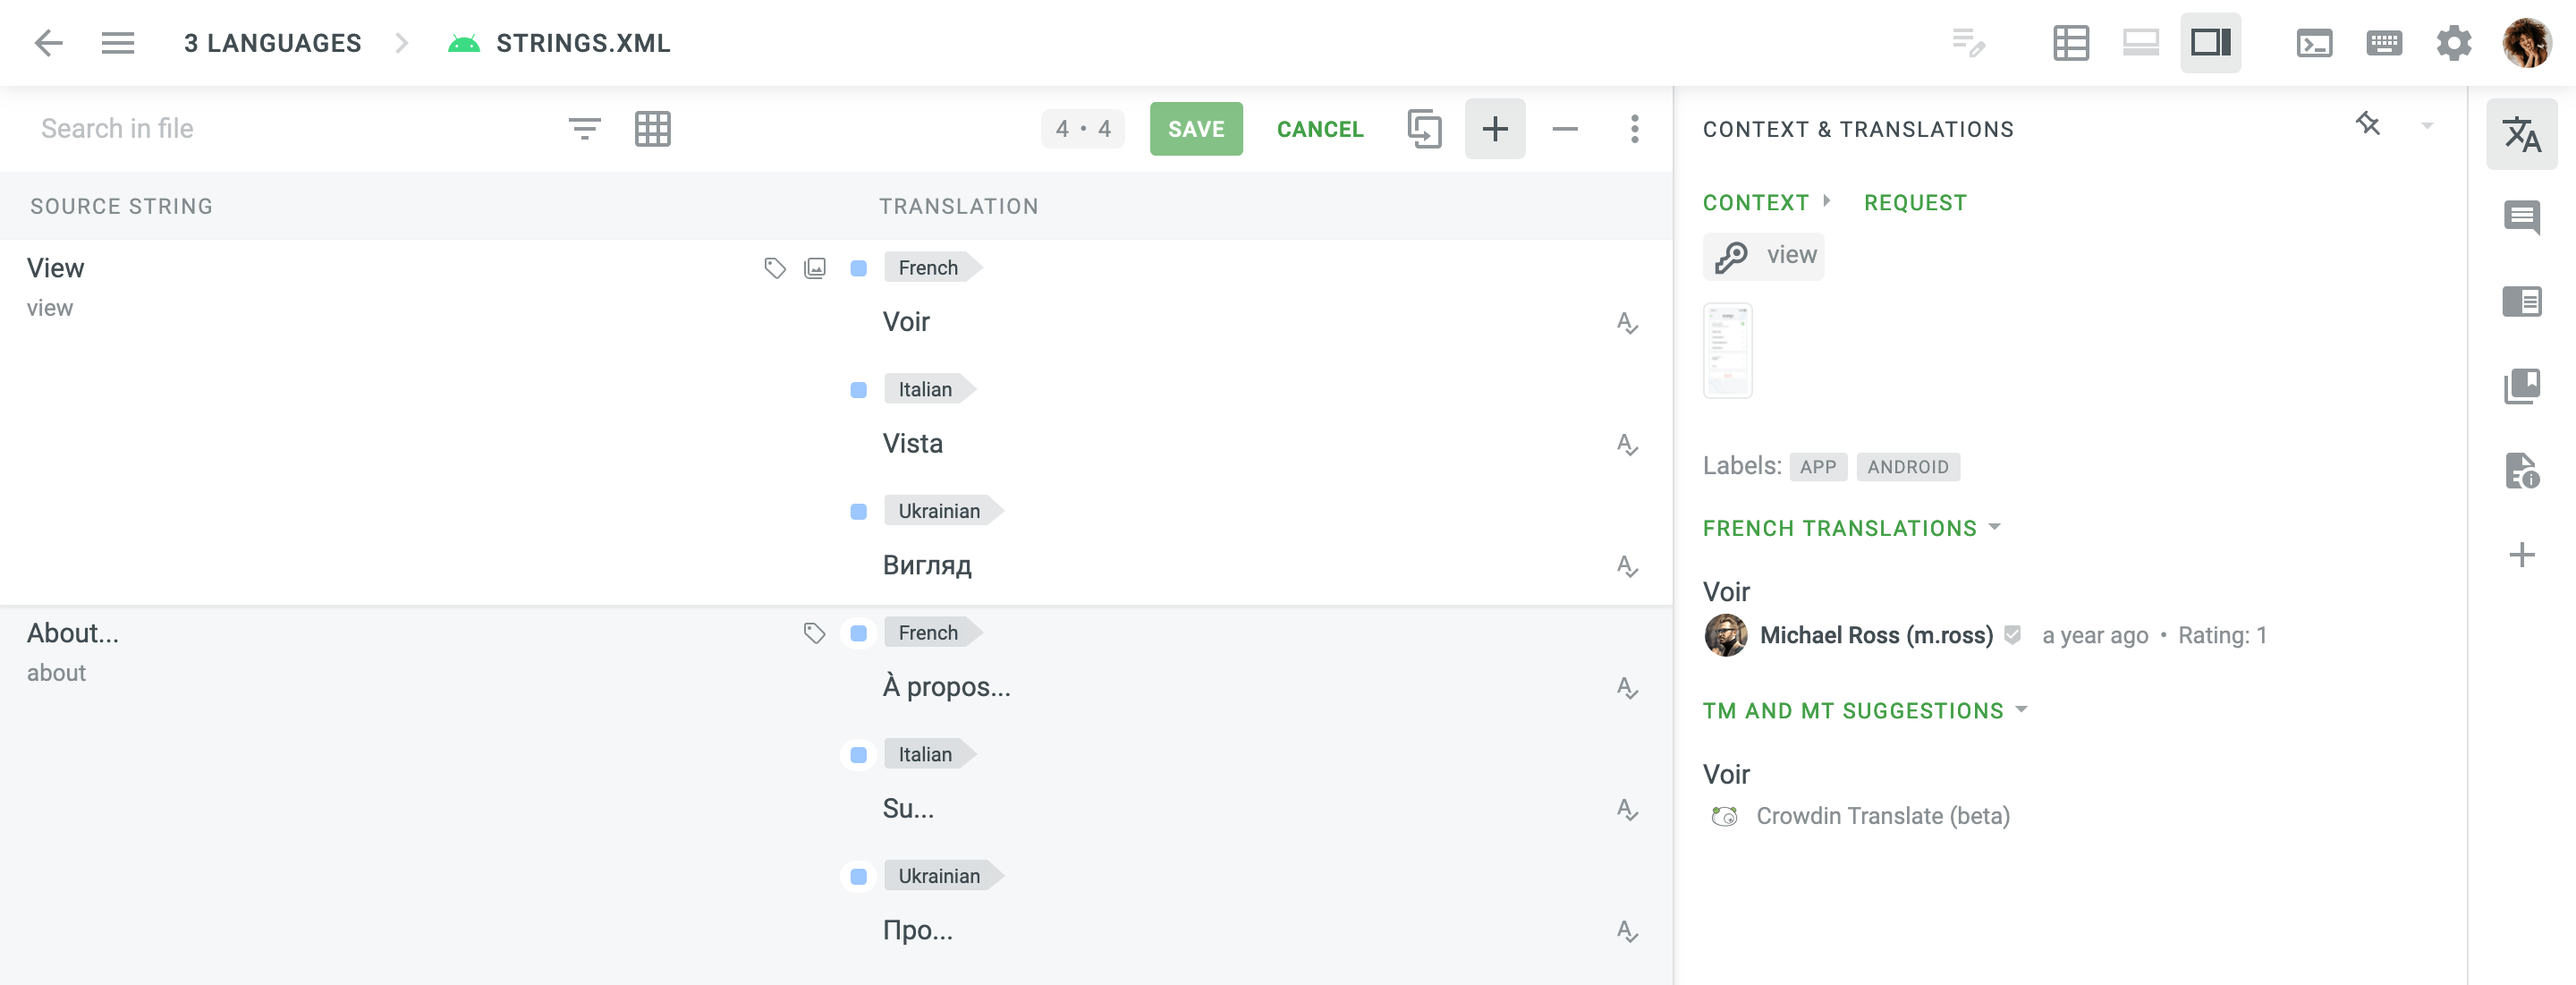 3 LANGUAGES
STRINGS.XML
Search in file
4 • 4
SAVE
CANCEL
SOURCE STRING
TRANSLATION
View
view
French
Voir
Italian
Vista
Ukrainian
Вигляд
About...
about
French
À propos...
Italian
Su...
Ukrainian
Про...
CONTEXT & TRANSLATIONS
CONTEXT
REQUEST
view
Labels: APP ANDROID
FRENCH TRANSLATIONS
Voir
Michael Ross (m.ross) a year ago • Rating: 1
TM AND MT SUGGESTIONS
Voir
Crowdin Translate (beta)